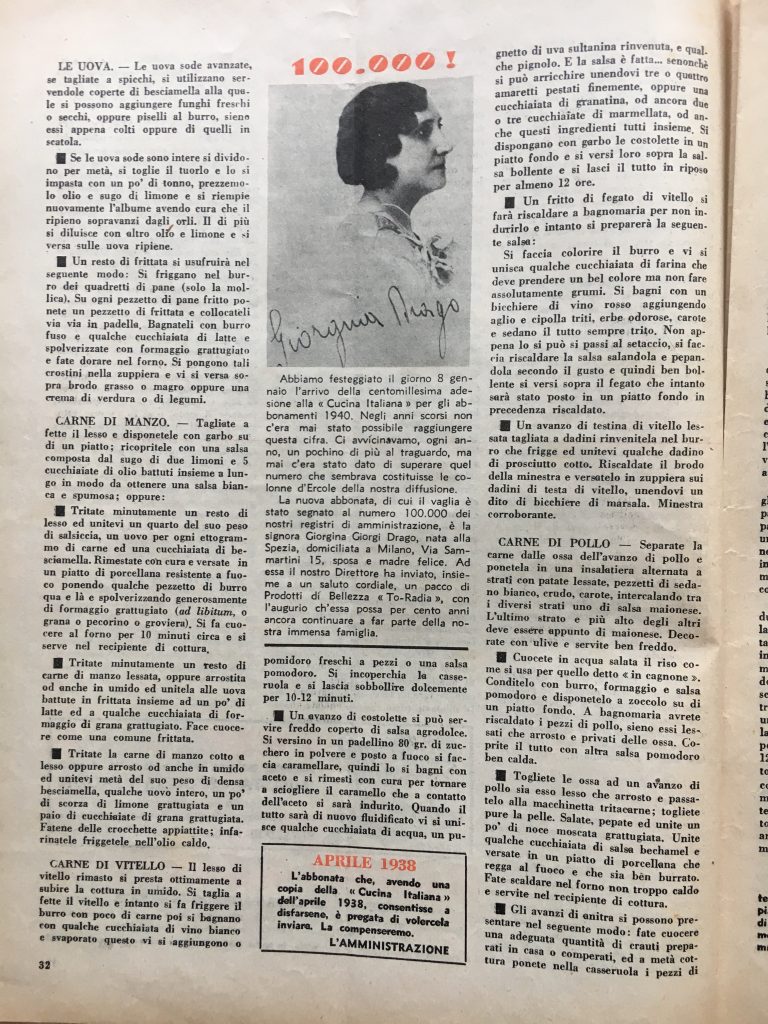 LE UOVA. — Le uova sode avanzate,
se tagliate a spicchi, si utilizzano ser-
vendole coperte di besciamella alla qua-
le si possono aggiungere funghi freschi
o secchi, oppure piselli al burro, sieno
essi appena colti oppure di quelli in
scatola.
Se le uova sode sono intere si divido-
no per metà, si toglie il tuorlo e lo si
impasta con un po' di tonno, prezzemo-
lo olio e sugo di limone e si riempie
nuovamente l'albume avendo cura che il
ripieno sopravanzi dagli orli. Il di più
si diluisce con altro olio e limone e si
versa sulle uova ripiene.
Un resto di frittata si usufruirà nel
seguente modo: Si friggano nel bur-
ro dei quadretti di pane (solo la mol-
lica). Su ogni pezzetto di pane fritto po-
nete un pezzetto di frittata e collocateli
via via in padella. Bagnateli con burro
fuso e qualche cucchiaiata di latte e
spolverizzate con formaggio grattugiato
e fate dorare nel forno. Si pongano tali
crostini nella zuppiera e vi si versa so-
pra brodo grasso o magro oppure una
crema di verdura o di legumi.
CARNE DI MANZO. — Tagliate a
fette il lesso e disponetele con garbo su
di un piatto; ricopritele con una salsa
composta dal sugo di due limoni e 5
cucchiaiate di olio battuti insieme a lun-
go in modo da ottenere una salsa bian-
ca e spumosa; oppure:
Tritate minutamente un resto di
lesso ed unitevi un quarto del suo peso
di salsiccia, un uovo per ogni ettogram-
mo di carne ed una cucchiaiata di be-
sciamella. Rimestate con cura e versate in
un piatto di porcellana resistente a fuo-
co ponendo qualche pezzetto di burro
qua e là e spolverizzando generosamente
di formaggio grattugiato (ad libitum, o
grana o pecorino o groviera). Si fa cuo-
cere al forno per 10 minuti circa e si
serve nel recipiente di cottura.
Tritate minutamente un resto di
carne di manzo lessata, oppure arrostita
od anche in umido ed unitela alle uova
battute in frittata insieme ad un po' di
latte ed a qualche cucchiaiata di for-
maggio di grana grattugiato. Face cuoce-
re come una comune frittata.
Tritate la carne di manzo cotta a
lesso oppure arrosto od anche in umido
ed unitevi metà del suo peso di densa
besciamella, qualche uovo intero, un po'
di scorza di limone grattugiata e un
paio di cucchiaiate di grana grattugiata.
Fatene delle crocchette appiattite; infa-
rinatele friggetele nell'olio caldo.
CARNE DI VITELLO — Il lesso di
vitello rimasto si presta ottimamente a
subire la cottura in umido. Si taglia a
fette il vitello e intanto si fa friggere il
burro con poco di carne poi si bagnano
con qualche cucchiaiata di vino bianco
e svaporato questo vi si aggiungono o
32
100.000 !
Giorgina Drago
Abbiamo festeggiato il giorno 8 gen-
naio l'arrivo della centomillesima ade-
sione alla « Cucina Italiana » per gli ab-
bonamenti 1940. Negli anni scorsi non
c'era mai stato possibile raggiungere
questa cifra. Ci avvicinavamo, ogni an-
no, un pochino di più al traguardo, ma
mai c'era stato dato di superare quel
numero che sembrava costituisse le co-
lonne d'Ercole della nostra diffusione.
La nuova abbonata, di cui il vaglia è
stato segnato al numero 100.000 dei
nostri registri di amministrazione, è la
signora Giorgina Giorgi Drago, nata alla
Spezia, domiciliata a Milano, Via Sam-
martini 15, sposa e madre felice. Ad
essa il nostro Direttore ha inviato, insie-
me a un saluto cordiale, un pacco di
Prodotti di Bellezza « To-Radia », con
l'augurio ch'essa possa per cento anni
ancora continuare a far parte della no-
stra immensa famiglia.
pomidoro freschi a pezzi o una salsa
pomodoro. Si incoperchia la casse-
ruola e si lascia sobbollire dolcemente
per 10-12 minuti.
Un avanzo di costolette si può ser-
vire freddo coperto di salsa agrodolce.
Si versino in un padellino 80 gr. di zuc-
chero in polvere e posto a fuoco si fac-
cia caramellare, quindi lo si bagni con
aceto e si rimesti con cura per tornare
a sciogliere il caramello che a contatto
dell'aceto si sarà indurito. Quando il
tutto sarà di nuovo fluidificato vi si uni-
sce qualche cucchiaiata di acqua, un pu-
APRILE 1938
L'abbonata che, avendo una
copia della « Cucina Italiana »
dell'aprile 1938, consentisse a
disfarsene, è pregata di volercela
inviare. La compenseremo.
L'AMMINISTRAZIONE
gnetto di uva sultanina rinvenuta, e qual-
che pignolo. E la salsa è fatta... senonchè
si può arricchire unendovi tre o quattro
amaretti pestati finemente, oppure una
cucchiaiata di granatina, od ancora due
o tre cucchiaiate di marmellata, od an-
che questi ingredienti tutti insieme. Si
dispongano con garbo le costolette in un
piatto fondo e si versi loro sopra la sal-
sa bollente e si lasci il tutto in riposo
per almeno 12 ore.
Un fritto di fegato di vitello si
farà riscaldare a bagnomaria per non in-
durirlo e intanto si preparerà la seguen-
te salsa:
Si faccia colorire il burro e vi si
unisca qualche cucchiaiata di farina che
deve prendere un bel colore ma non fare
assolutamente grumi. Si bagni con un
bicchiere di vino rosso aggiungendo
aglio e cipolla triti, erbe odorose, carote
e sedano il tutto sempre trito. Non ap-
pena lo si può si passi al setaccio, si fac-
cia riscaldare la salsa salandola e pepan-
dola secondo il gusto e quindi ben bol-
lente si versi sopra il fegato che intanto
sarà stato posto in un piatto fondo in
precedenza riscaldato.
Un avanzo di testina di vitello les-
sata tagliata a dadini rinvenitela nel bur-
ro che frigge ed unitevi qualche dadino
di prosciutto cotto. Riscaldate il brodo
della minestra e versatelo in zuppiera sui
dadini di testa di vitello, unendovi un
dito di bicchiere di marsala. Minestra
corroborante.
CARNE DI POLLO — Separate la
carne dalle ossa dell'avanzo di pollo e
ponetela in una insalatiera alternata a
strati con patate lessate, pezzetti di seda-
no bianco, crudo, carote, intercalando tra
i diversi strati uno di salsa maionese.
L'ultimo strato e più alto degli altri
deve essere appunto di maionese. Deco-
rate con ulive e servite ben freddo.
Cuocete in acqua salata il riso co-
me si usa per quello detto « in cagnone ».
Conditelo con burro, formaggio e salsa
pomodoro e disponetelo a zoccolo su di
un piatto fondo. A bagnomaria avrete
riscaldato i pezzi di pollo, sieno essi les-
sati che arrosto e privati delle ossa. Co-
prite il tutto con altra salsa pomodoro
ben calda.
Togliete le ossa ad un avanzo di
pollo sia esso lesso che arrosto e passa-
telo alla macchinetta tritacarne; togliete
pure la pelle. Salate, pepate ed unite un
po' di noce moscata grattugiata. Unite
qualche cucchiaiata di salsa bechamel e
versate in un piatto di porcellana che
regga al fuoco e che sia bèn burrato.
Fate scaldare nel forno non troppo caldo
e servite nel recipiente di cottura.
Gli avanzi di anitra si possono pre-
sentare nel seguente modo: fate cuocere
una adeguata quantità di crauti prepa-
rati in casa o comperati, ed a metà cot-
tura ponete nella casseruola i pezzi di